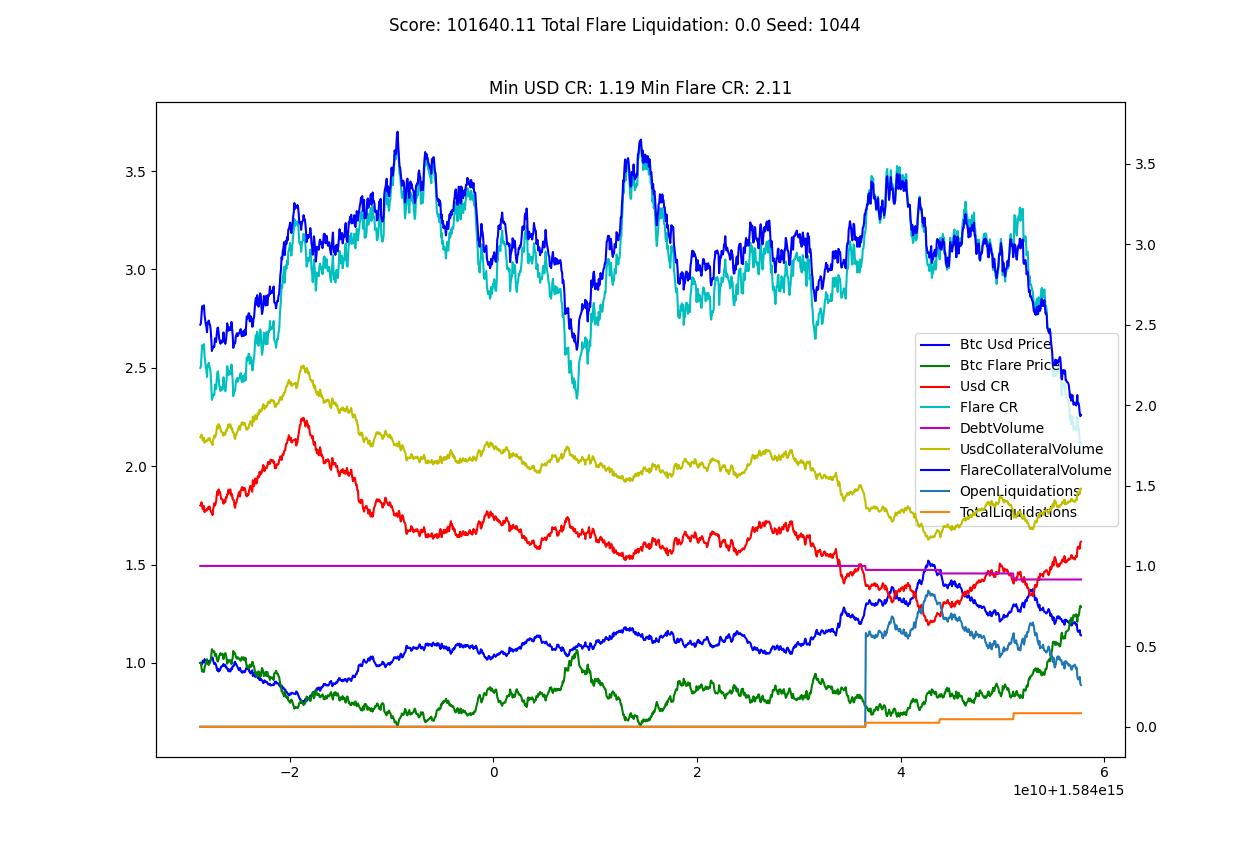 Score: 101640.11 Total Flare Liquidation: 0.0 Seed: 1044
Min USD CR: 1.19 Min Flare CR: 2.11
3.5
3.0
2.5
2.0
1.5
1.0
3.5
3.0
2.5
2.0
1.5
1.0
0.5
0.0
Btc Usd Price
Btc Flare Price
Usd CR
Flare CR
DebtVolume
UsdCollateralVolume
FlareCollateralVolume
OpenLiquidations
TotalLiquidations
−2 0 2 4 6
1e10+1.584e15